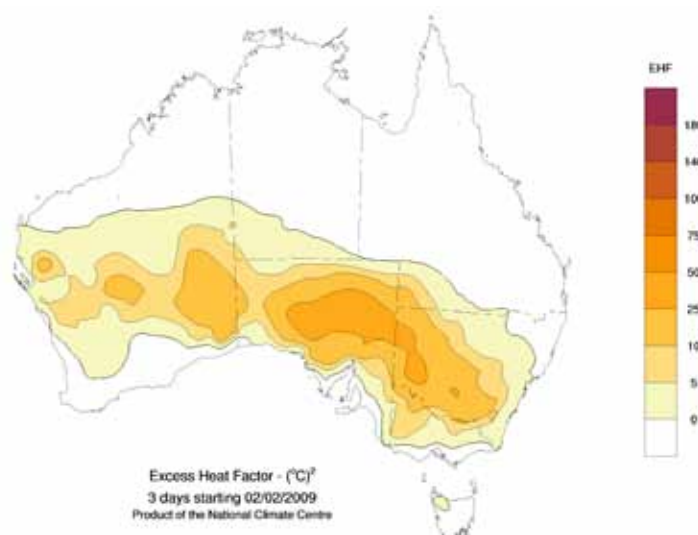 EHF
180
140
100
75
50
25
10
5
0
Excess Heat Factor - (°C)²
3 days starting 02/02/2009
Product of the National Climate Centre